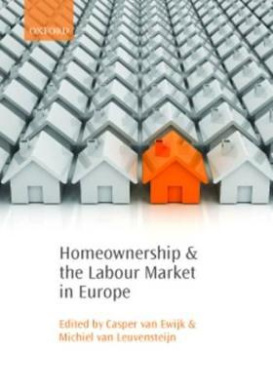 OXFORD
Homeownership &
the Labour Market
in Europe
Edited by Casper van Ewijk &
Michiel van Leuvensteijn